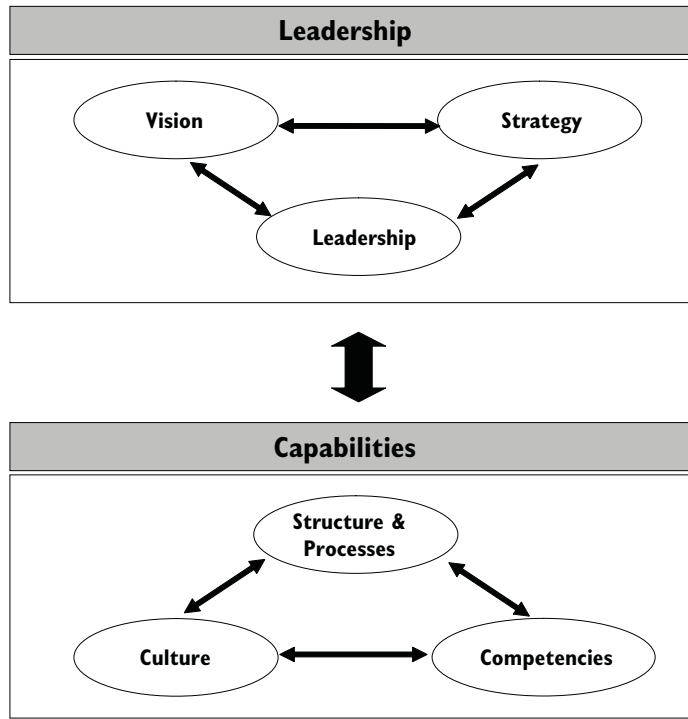 Leadership
Vision
Strategy
Leadership
Capabilities
Structure &
Processes
Culture
Competencies